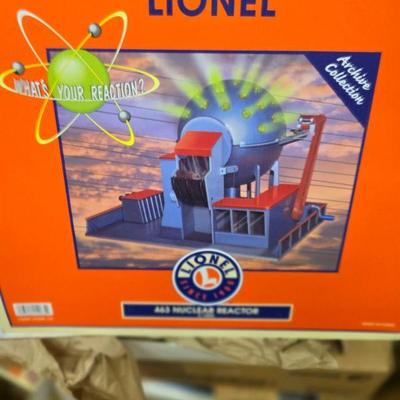 LIONEL
WHAT'S YOUR REACTION?
Archive
Collection
LIONEL
SINCE 1900
463 NUCLEAR REACTOR